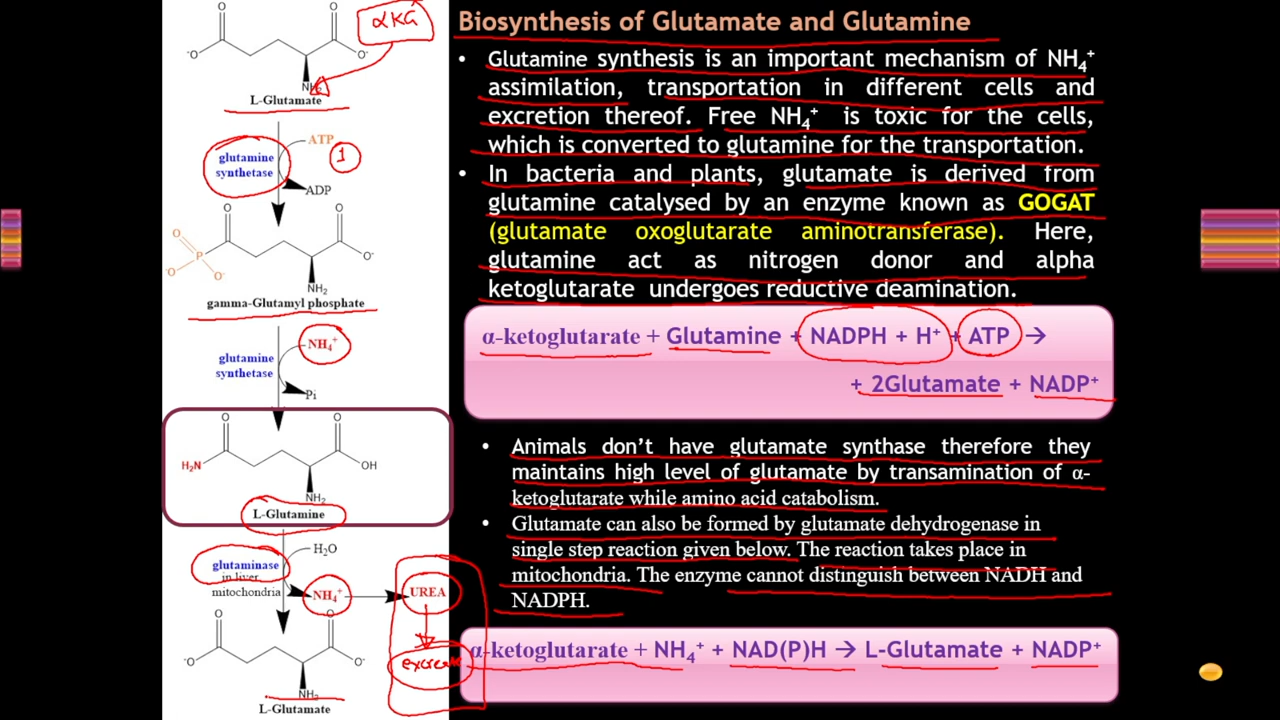 O
O
αKG
⁻O
O⁻
NH₂
L-Glutamate
glutamine
synthetase
ATP
1
ADP
O
O
O
P
O⁻
O⁻
O⁻
NH₂
gamma-Glutamyl phosphate
NH₄⁺
glutamine
synthetase
Pi
O
O
H₂N
OH
NH₂
L-Glutamine
H₂O
glutaminase
in liver
mitochondria
NH₄⁺
UREA
O
O
⁻O
O⁻
NH₂
L-Glutamate
Biosynthesis of Glutamate and Glutamine
• Glutamine synthesis is an important mechanism of NH₄⁺
assimilation, transportation in different cells and
excretion thereof. Free NH₄⁺ is toxic for the cells,
which is converted to glutamine for the transportation.
• In bacteria and plants, glutamate is derived from
glutamine catalysed by an enzyme known as GOGAT
(glutamate oxoglutarate aminotransferase). Here,
glutamine act as nitrogen donor and alpha
ketoglutarate undergoes reductive deamination.
α-ketoglutarate + Glutamine + NADPH + H⁺ + ATP →
+ 2Glutamate + NADP⁺
• Animals don't have glutamate synthase therefore they
maintains high level of glutamate by transamination of α-
ketoglutarate while amino acid catabolism.
• Glutamate can also be formed by glutamate dehydrogenase in
single step reaction given below. The reaction takes place in
mitochondria. The enzyme cannot distinguish between NADH and
NADPH.
α-ketoglutarate + NH₄⁺ + NAD(P)H → L-Glutamate + NADP⁺